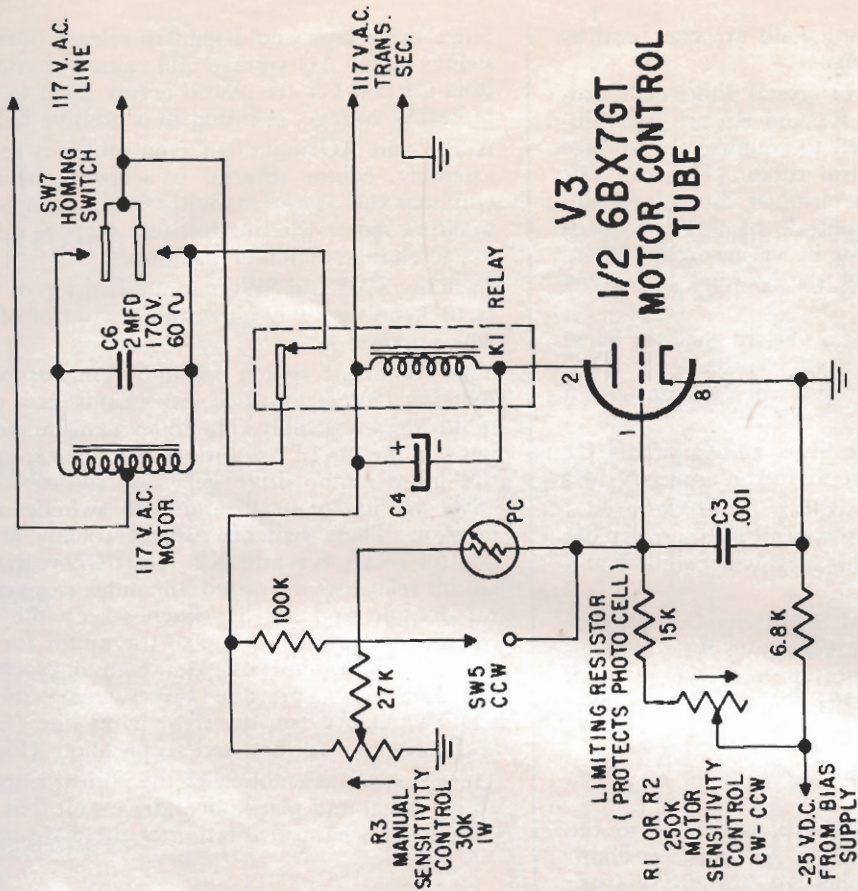 117 V. A.C.
LINE
SW7
HOMING
SWITCH
C6
2 MFD
170 V.
60 ~
117 V. A.C.
MOTOR
117 V.A.C.
TRANS.
SEC.
K1 RELAY
C4
+
-
PC
100K
27K
SW5
CCW
R3
MANUAL
SENSITIVITY
CONTROL
30K
1W
V3
1/2 6BX7GT
MOTOR CONTROL
TUBE
2
1
8
C3
.001
LIMITING RESISTOR
(PROTECTS PHOTO CELL)
15K
R1 OR R2
250K
MOTOR
SENSITIVITY
CONTROL
CW-CCW
6.8K
-25 V.D.C.
FROM BIAS
SUPPLY